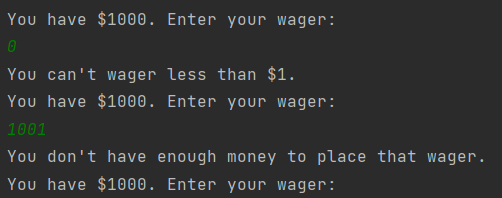 You have $1000. Enter your wager:
0
You can't wager less than $1.
You have $1000. Enter your wager:
1001
You don't have enough money to place that wager.
You have $1000. Enter your wager: